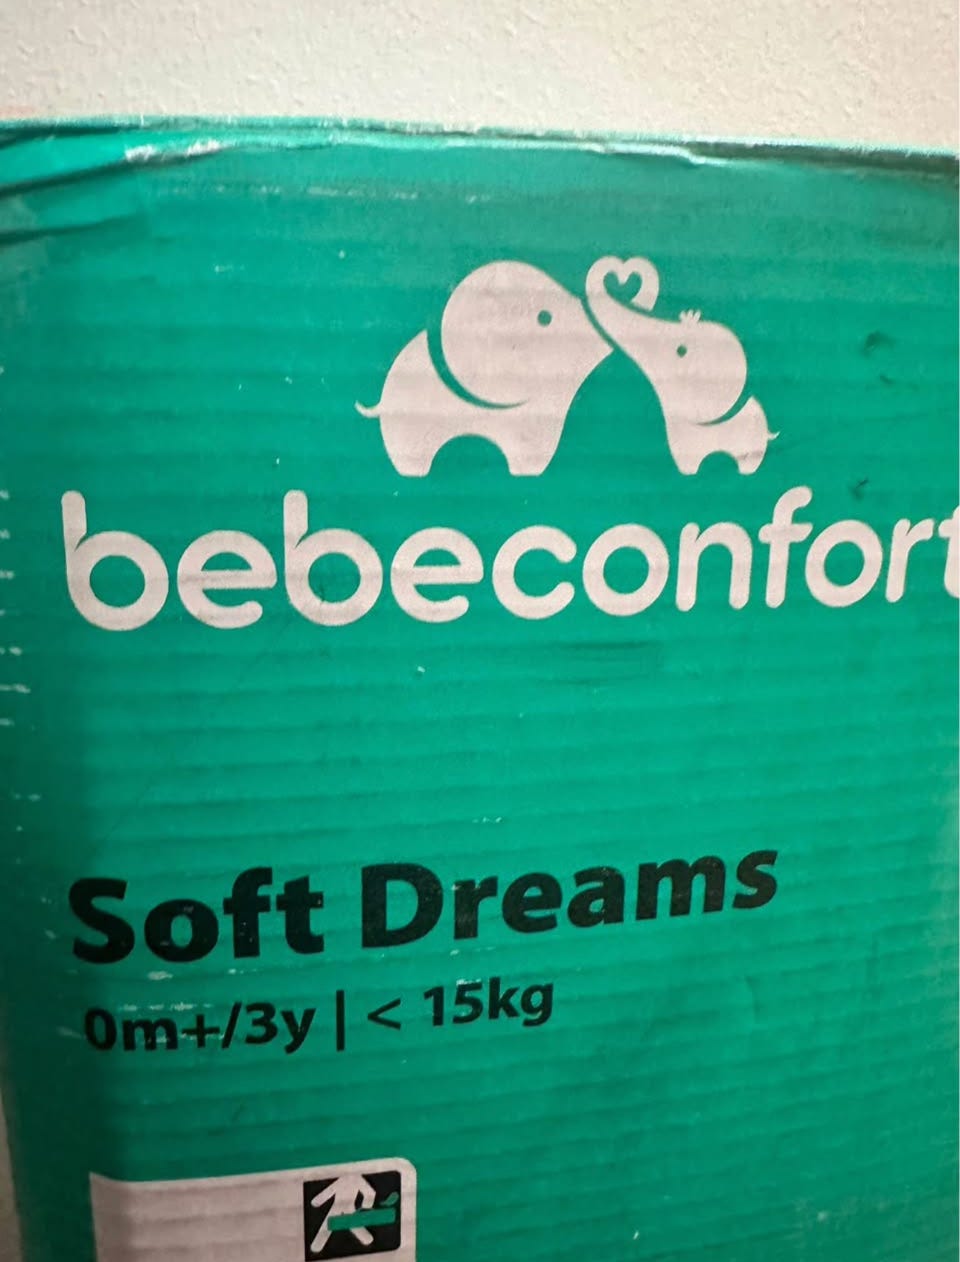 bebeconfort
Soft Dreams
0m+/3y | < 15kg